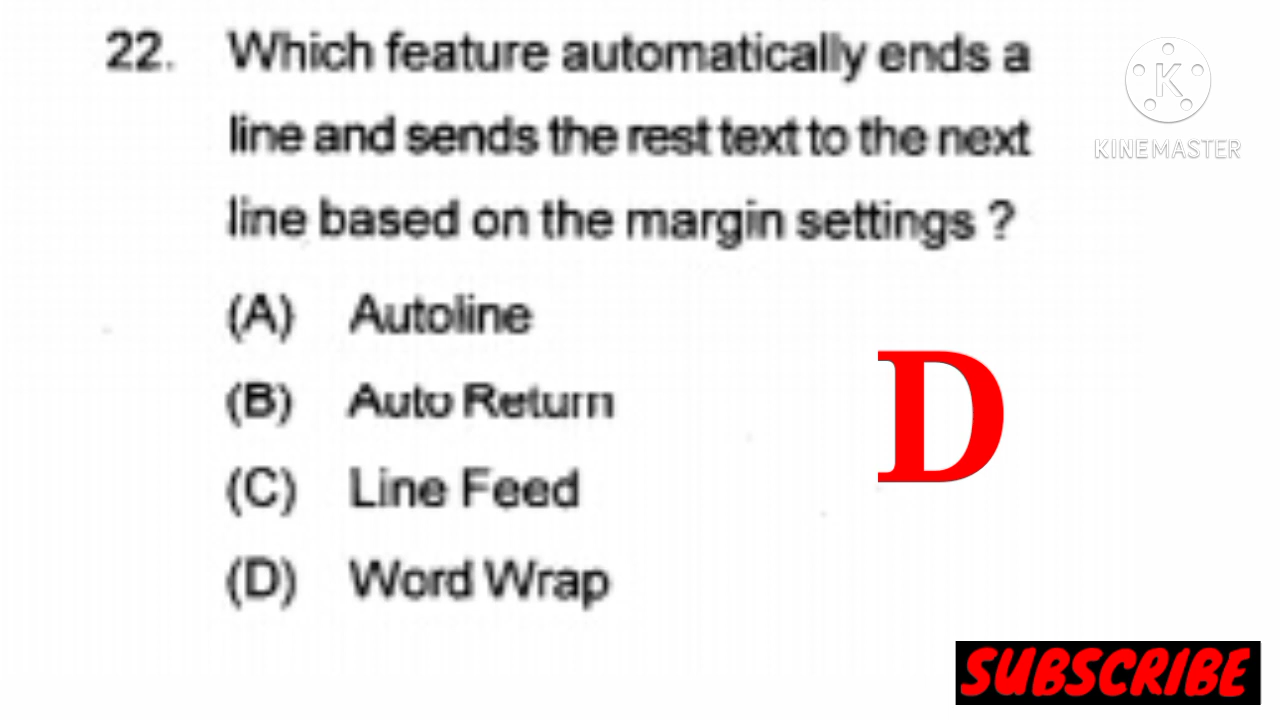 22. Which feature automatically ends a
line and sends the rest text to the next
line based on the margin settings ?
(A) Autoline
(B) Auto Return
(C) Line Feed
(D) Word Wrap
D
K
KINEMASTER
SUBSCRIBE